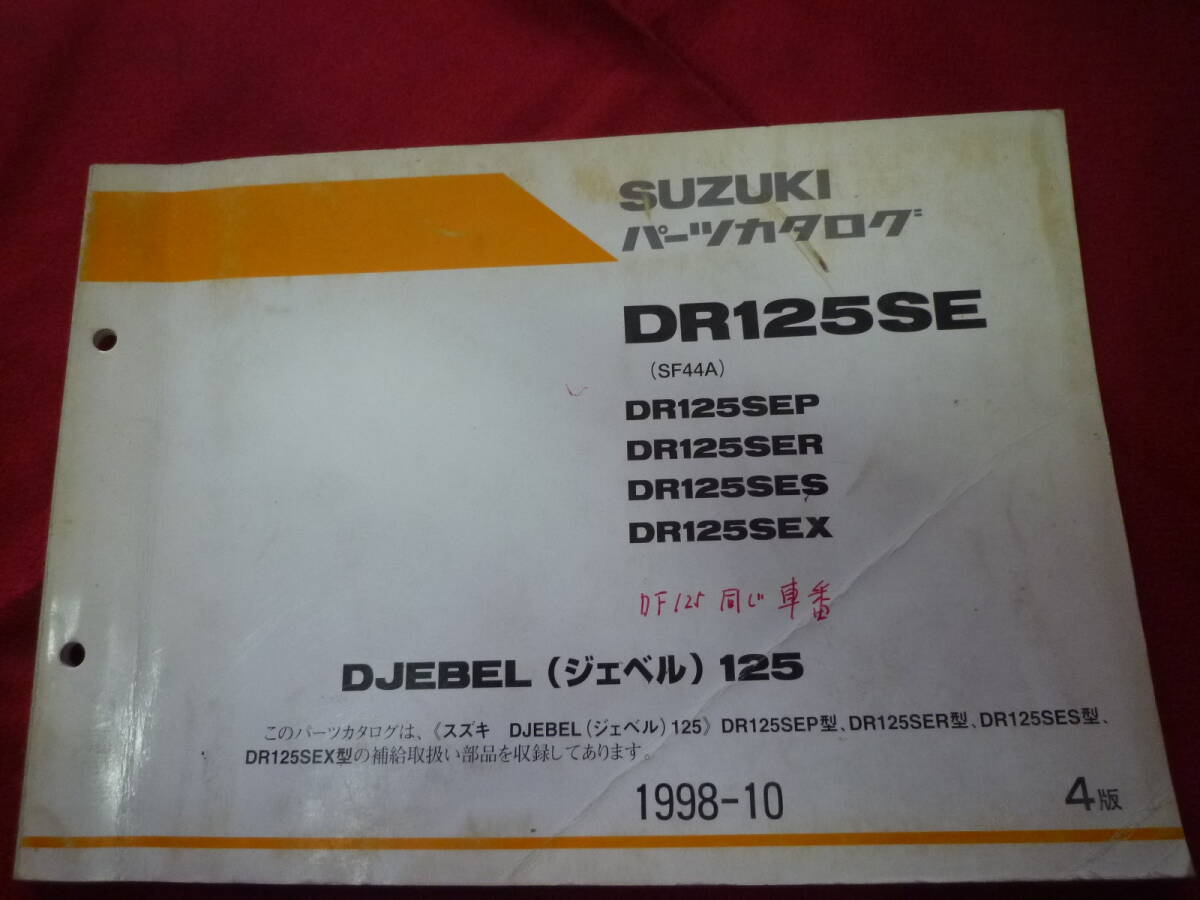 SUZUKI
パーツカタログ
DR125SE
(SF44A)
DR125SEP
DR125SER
DR125SES
DR125SEX
DF125 同じ 車番
DJEBEL (ジェベル) 125
このパーツカタログは、《スズキ DJEBEL (ジェベル) 125》DR125SEP型、DR125SER型、DR125SES型、
DR125SEX型の補給取扱い部品を収録してあります。
1998-10
4版